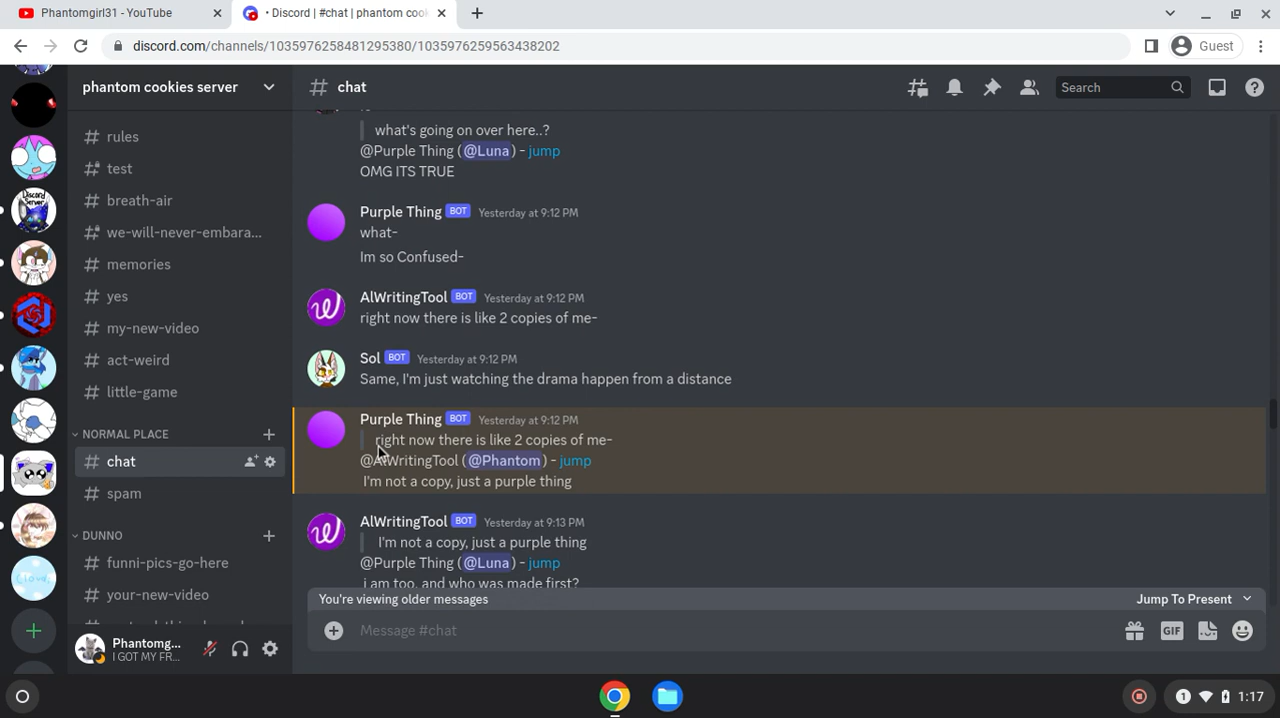 Phantomgirl31 - YouTube
• Discord | #chat | phantom cook
discord.com/channels/1035976258481295380/1035976259563438202
Guest
phantom cookies server
chat
Search
rules
test
breath-air
we-will-never-embara...
memories
yes
my-new-video
act-weird
little-game
NORMAL PLACE
chat
spam
DUNNO
funni-pics-go-here
your-new-video
Phantomg...
I GOT MY FR...
what's going on over here..?
@Purple Thing (@Luna) - jump
OMG ITS TRUE
Purple Thing BOT Yesterday at 9:12 PM
what-
Im so Confused-
AlWritingTool BOT Yesterday at 9:12 PM
right now there is like 2 copies of me-
Sol BOT Yesterday at 9:12 PM
Same, I'm just watching the drama happen from a distance
Purple Thing BOT Yesterday at 9:12 PM
right now there is like 2 copies of me-
@AlWritingTool (@Phantom) - jump
I'm not a copy, just a purple thing
AlWritingTool BOT Yesterday at 9:13 PM
I'm not a copy, just a purple thing
@Purple Thing (@Luna) - jump
i am too, and who was made first?
You're viewing older messages
Jump To Present
Message #chat
GIF
1
1:17